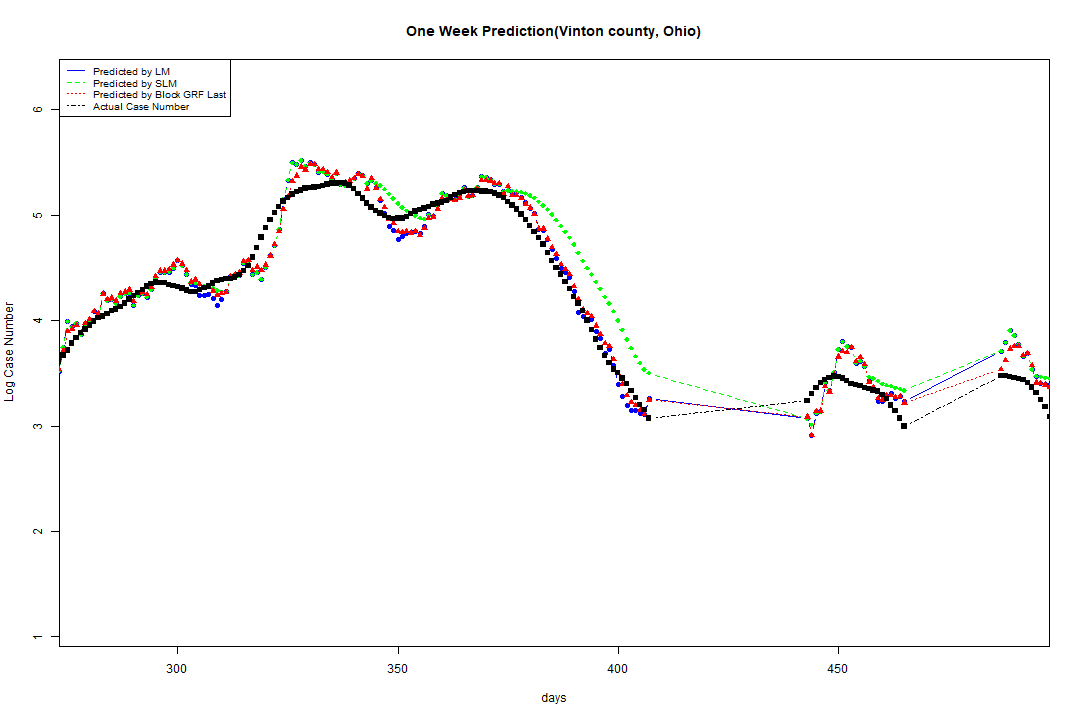 One Week Prediction(Vinton county, Ohio)
Predicted by LM
Predicted by SLM
Predicted by Block GRF Last
Actual Case Number
Log Case Number
6
5
4
3
2
1
300 350 400 450
days